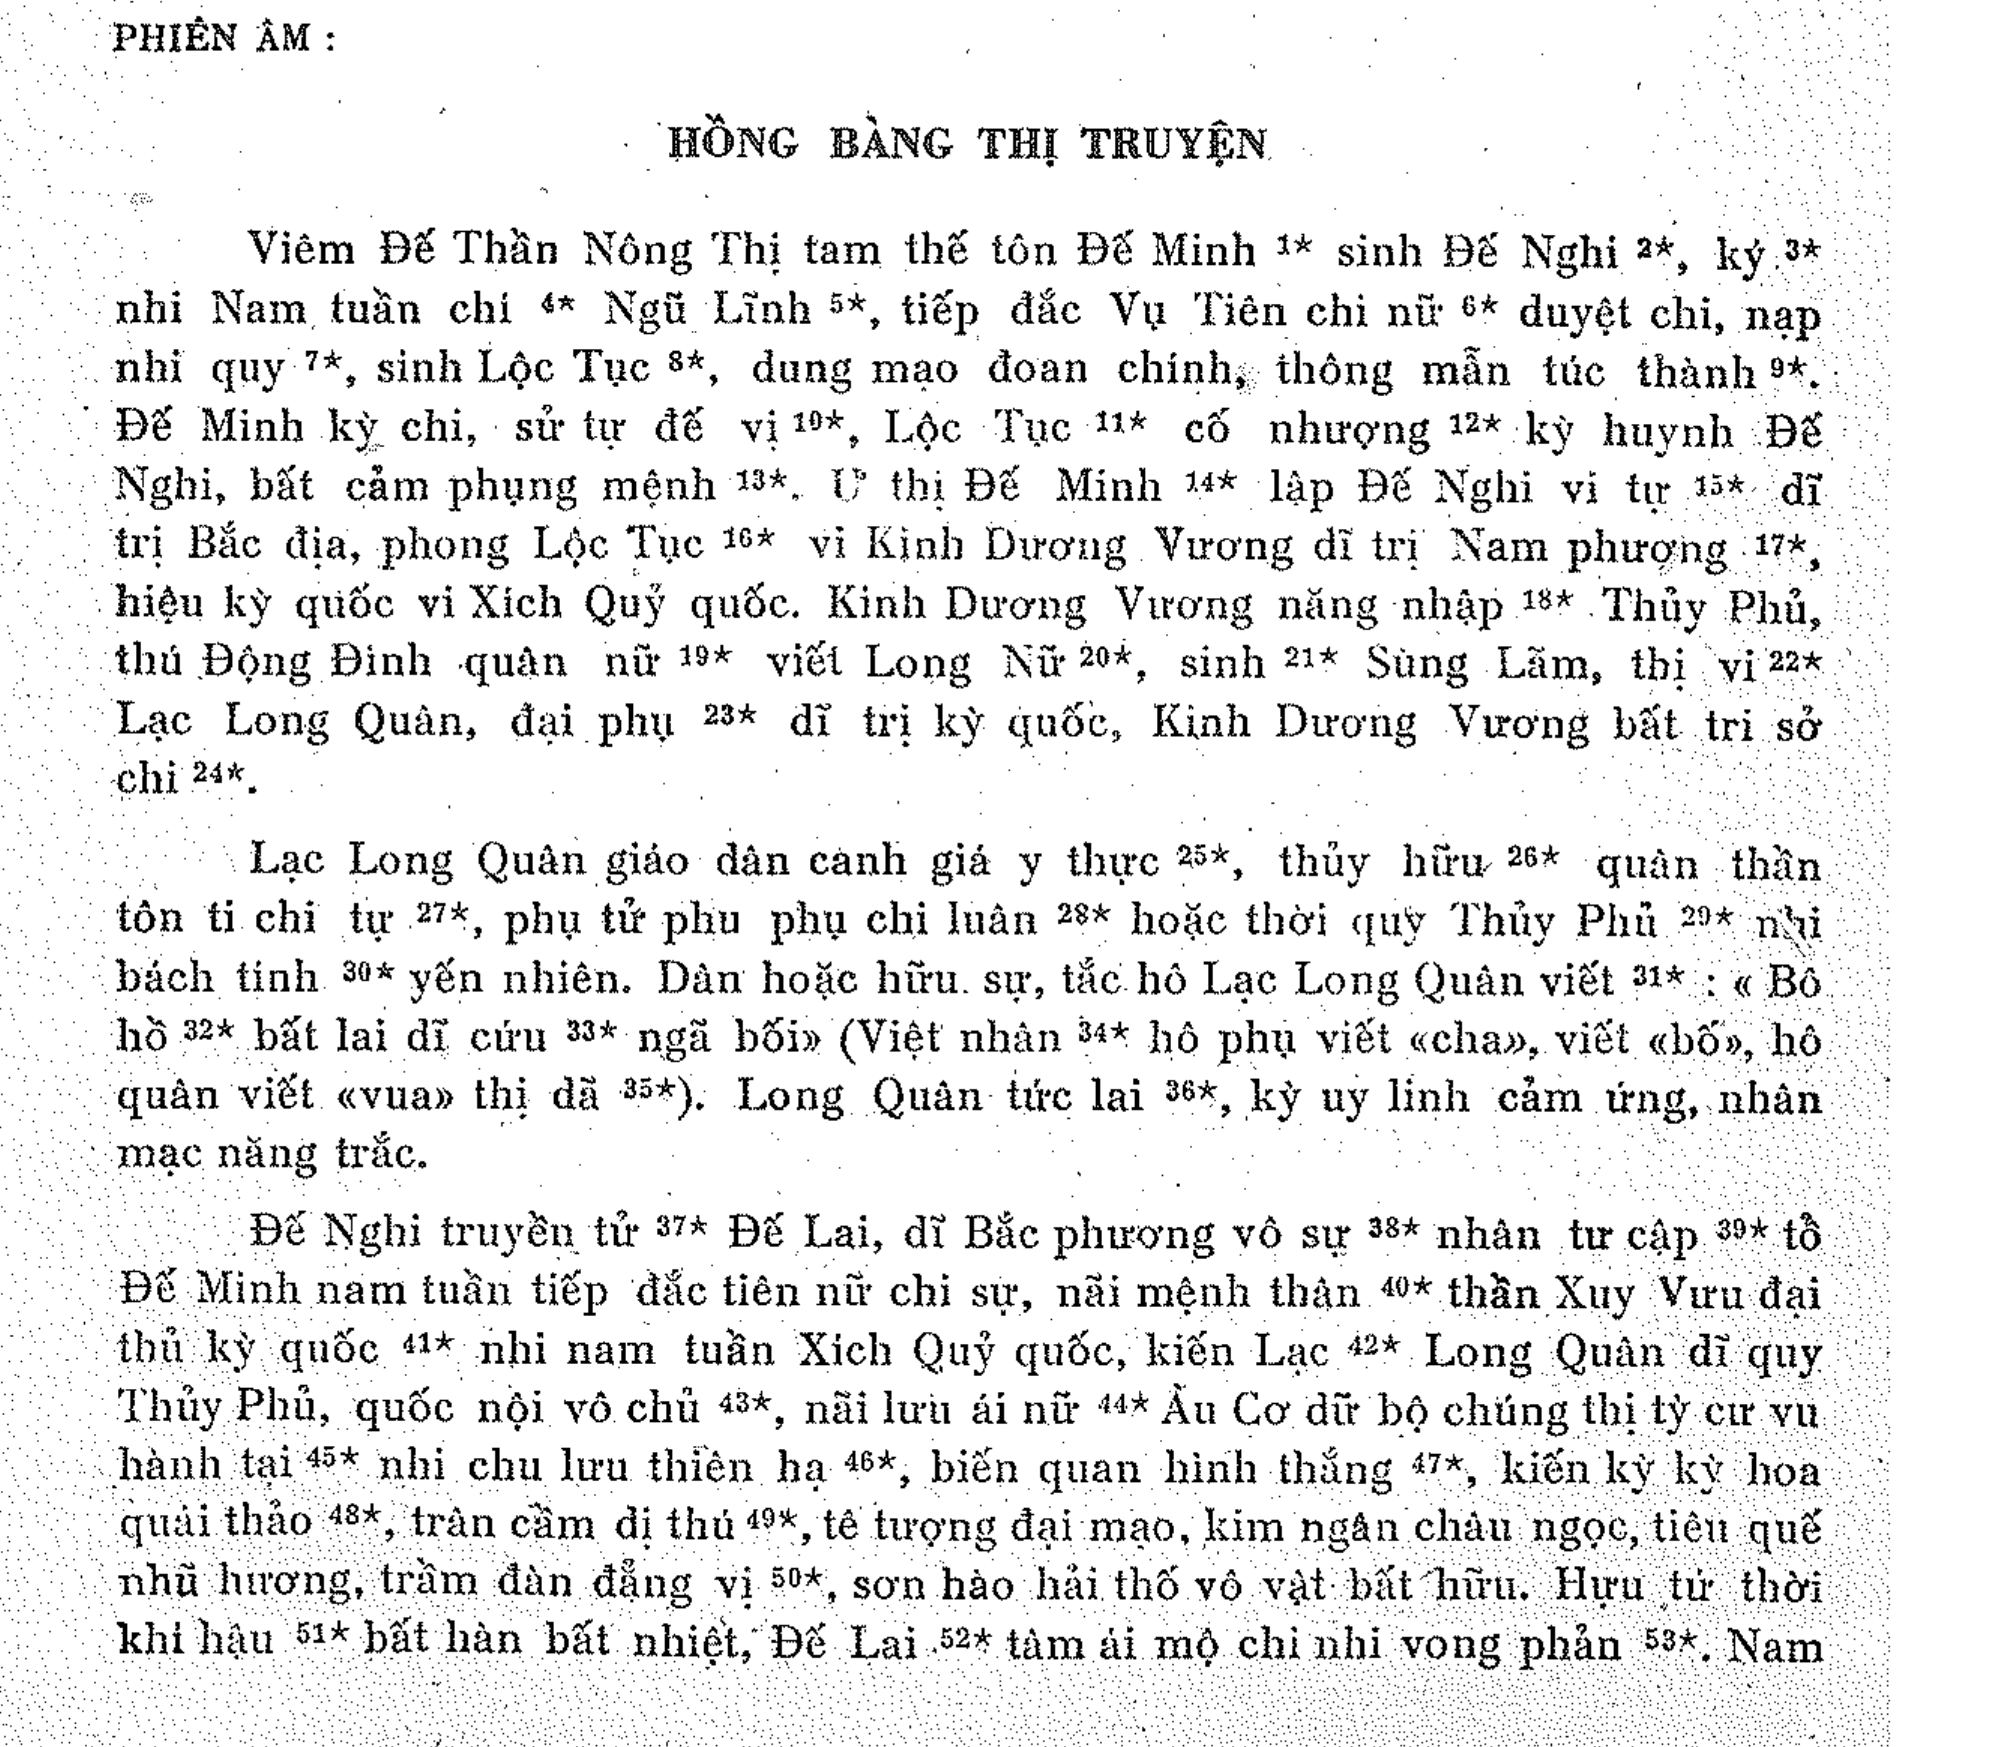 PHIÊN ÂM :
HỒNG BÀNG THỊ TRUYỆN
Viêm Đế Thần Nông Thị tam thế tôn Đế Minh 1* sinh Đế Nghi 2*, ký 3*
nhi Nam tuần chí 4* Ngũ Lĩnh 5*, tiếp đắc Vụ Tiên chi nữ 6* duyệt chi, nạp
nhi quy 7*, sinh Lộc Tục 8*, dung mạo đoan chính, thông mẫn túc thành 9*.
Đế Minh kỳ chi, sử tự đế vị 10*, Lộc Tục 11* cố nhượng 12* kỳ huynh Đế
Nghi, bất cảm phụng mệnh 13*. Ư thị Đế Minh 14* lập Đế Nghi vi tự 15* dĩ
trị Bắc địa, phong Lộc Tục 16* vi Kinh Dương Vương dĩ trị Nam phương 17*,
hiệu kỳ quốc vi Xích Quỷ quốc. Kinh Dương Vương năng nhập 18* Thủy Phủ,
thú Động Đình quân nữ 19* viết Long Nữ 20*, sinh 21* Sùng Lãm, thị vi 22*
Lạc Long Quân, đại phụ 23* dĩ trị kỳ quốc, Kinh Dương Vương bất tri sở
chi 24*.
Lạc Long Quân giáo dân canh giá y thực 25*, thủy hữu 26* quân thần
tôn ti chi tự 27*, phụ tử phu phụ chi luân 28* hoặc thời quy Thủy Phủ 29* nhi
bách tính 30* yến nhiên. Dân hoặc hữu sự, tắc hô Lạc Long Quân viết 31* : « Bô
hồ 32* bất lai dĩ cứu 33* ngã bối» (Việt nhân 34* hô phụ viết «cha», viết «bố», hô
quân viết «vua» thị dã 35*). Long Quân tức lai 36*, kỳ uy linh cảm ứng, nhân
mạc năng trắc.
Đế Nghi truyền tử 37* Đế Lai, dĩ Bắc phương vô sự 38* nhân tư cập 39* tổ
Đế Minh nam tuần tiếp đắc tiên nữ chi sự, nãi mệnh thân 40* thần Xuy Vưu đại
thủ kỳ quốc 41* nhi nam tuần Xích Quỷ quốc, kiến Lạc 42* Long Quân dĩ quy
Thủy Phủ, quốc nội vô chủ 43*, nãi lưu ái nữ 44* Âu Cơ dữ bộ chúng thị tỳ cư vu
hành tại 45* nhi chu lưu thiên hạ 46*, biến quan hình thắng 47*, kiến kỳ kỳ hoa
quái thảo 48*, trân cầm dị thú 49*, tê tượng đại mạo, kim ngân châu ngọc, tiêu quế
nhũ hương, trầm đàn đẳng vị 50*, sơn hào hải thố vô vật bất hữu. Hựu tứ thời
khí hậu 51* bất hàn bất nhiệt, Đế Lai 52* tâm ái mộ chi nhi vong phản 53*. Nam